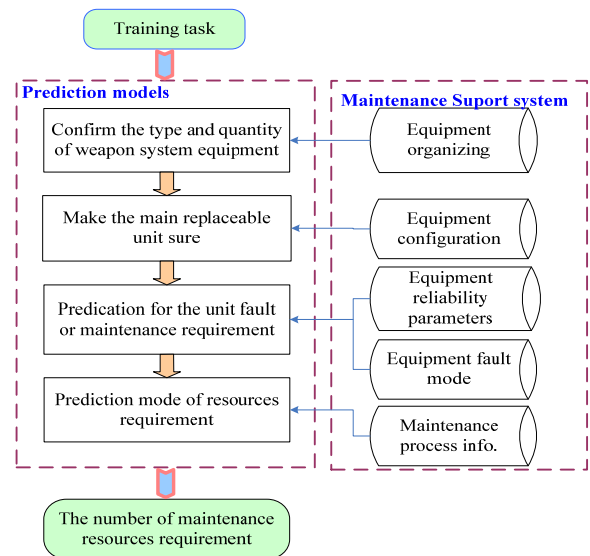 Training task
Prediction models
Confirm the type and quantity
of weapon system equipment
Make the main replaceable
unit sure
Predication for the unit fault
or maintenance requirement
Prediction mode of resources
requirement
Maintenance Suport system
Equipment
organizing
Equipment
configuration
Equipment
reliability
parameters
Equipment fault
mode
Maintenance
process info.
The number of maintenance
resources requirement